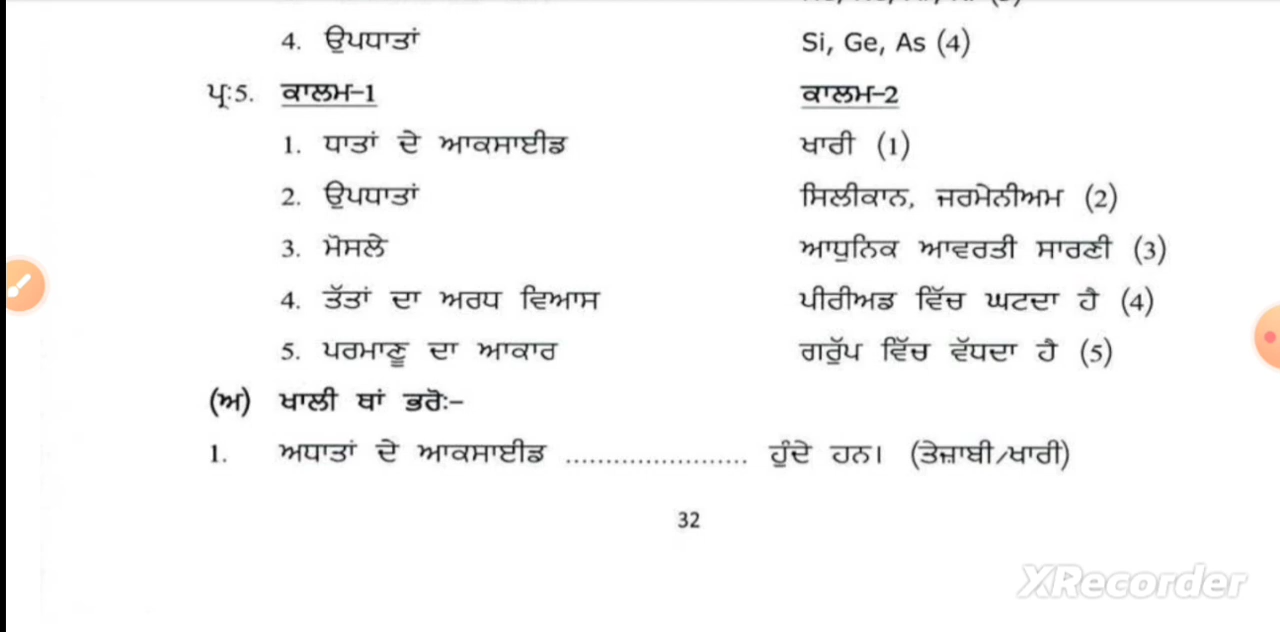 4. ਉਪਧਾਤਾਂ Si, Ge, As (4)
ਪ੍ਰ:5. ਕਾਲਮ-1 ਕਾਲਮ-2
1. ਧਾਤਾਂ ਦੇ ਆਕਸਾਈਡ ਖਾਰੀ (1)
2. ਉਪਧਾਤਾਂ ਸਿਲੀਕਾਨ, ਜਰਮੇਨੀਅਮ (2)
3. ਮੋਸਲੇ ਆਧੁਨਿਕ ਆਵਰਤੀ ਸਾਰਣੀ (3)
4. ਤੱਤਾਂ ਦਾ ਅਰਧ ਵਿਆਸ ਪੀਰੀਅਡ ਵਿੱਚ ਘਟਦਾ ਹੈ (4)
5. ਪਰਮਾਣੂ ਦਾ ਆਕਾਰ ਗਰੁੱਪ ਵਿੱਚ ਵੱਧਦਾ ਹੈ (5)
(ਅ) ਖਾਲੀ ਥਾਂ ਭਰੋ:-
1. ਅਧਾਤਾਂ ਦੇ ਆਕਸਾਈਡ ....................... ਹੁੰਦੇ ਹਨ। (ਤੇਜ਼ਾਬੀ/ਖਾਰੀ)
32
XRecorder